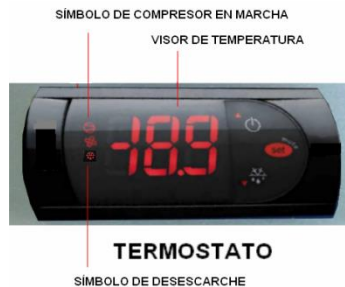 SÍMBOLO DE COMPRESOR EN MARCHA
VISOR DE TEMPERATURA
-18.9
set
TERMOSTATO
SÍMBOLO DE DESESCARCHE